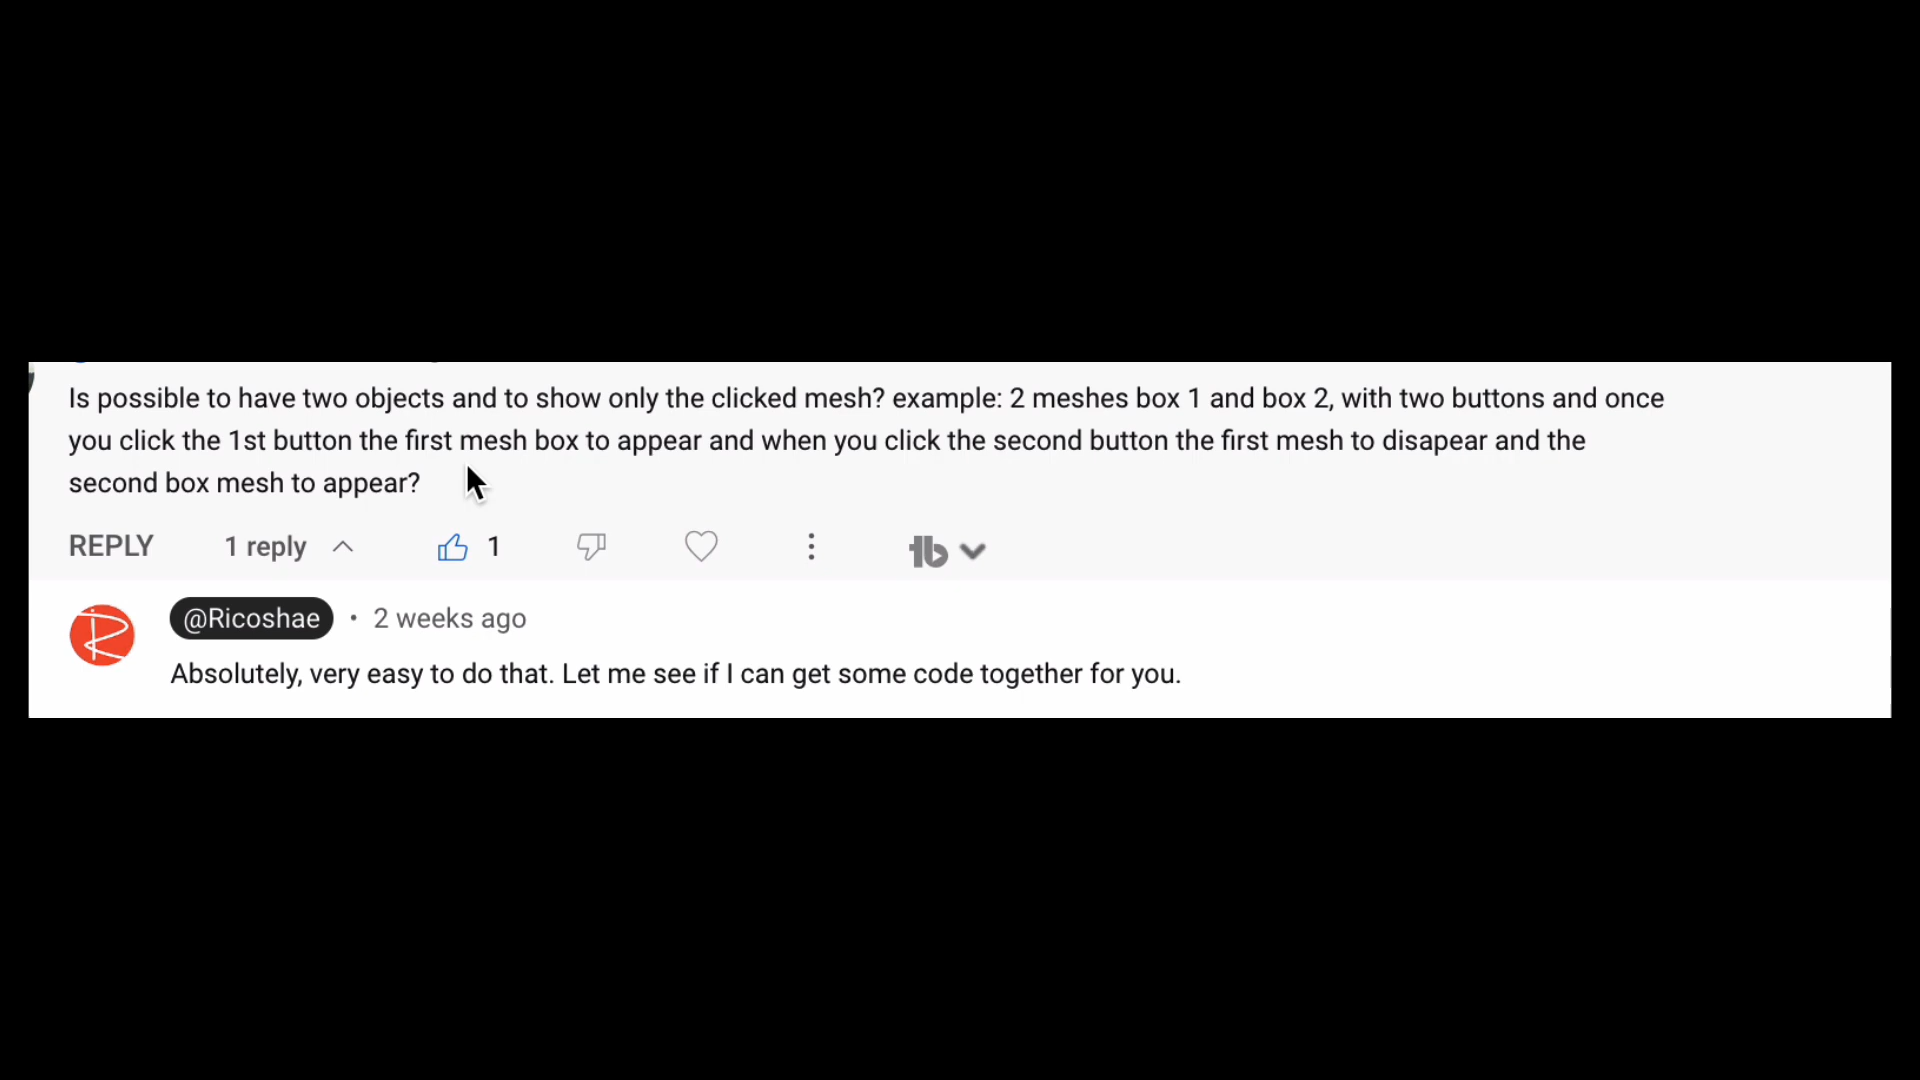 Is possible to have two objects and to show only the clicked mesh? example: 2 meshes box 1 and box 2, with two buttons and once
you click the 1st button the first mesh box to appear and when you click the second button the first mesh to disapear and the
second box mesh to appear?
REPLY 1 reply 1 tb
@Ricoshae • 2 weeks ago
Absolutely, very easy to do that. Let me see if I can get some code together for you.